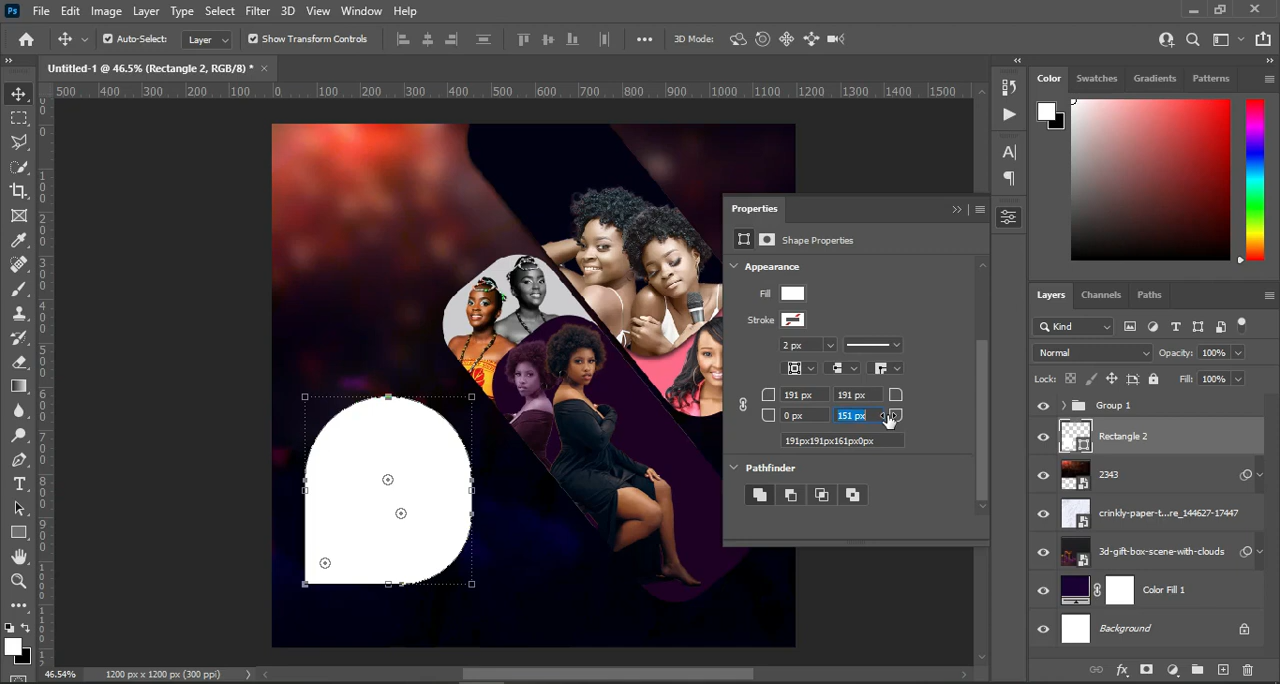 Ps File Edit Image Layer Type Select Filter 3D View Window Help
Auto-Select: Layer Show Transform Controls 3D Mode:
Untitled-1 @ 46.5% (Rectangle 2, RGB/8) *
500 400 300 200 100 0 100 200 300 400 500 600 700 800 900 1000 1100 1200 1300 1400 1500
Color Swatches Gradients Patterns
Properties
Shape Properties
Appearance
Fill
Stroke
2 px
191 px 191 px
0 px 151 px
191px191px161px0px
Pathfinder
Layers Channels Paths
Kind
Normal Opacity: 100%
Lock: Fill: 100%
Group 1
Rectangle 2
2343
crinkly-paper-t...re_144627-17447
3d-gift-box-scene-with-clouds
Color Fill 1
Background
46.54% 1200 px x 1200 px (300 ppi)